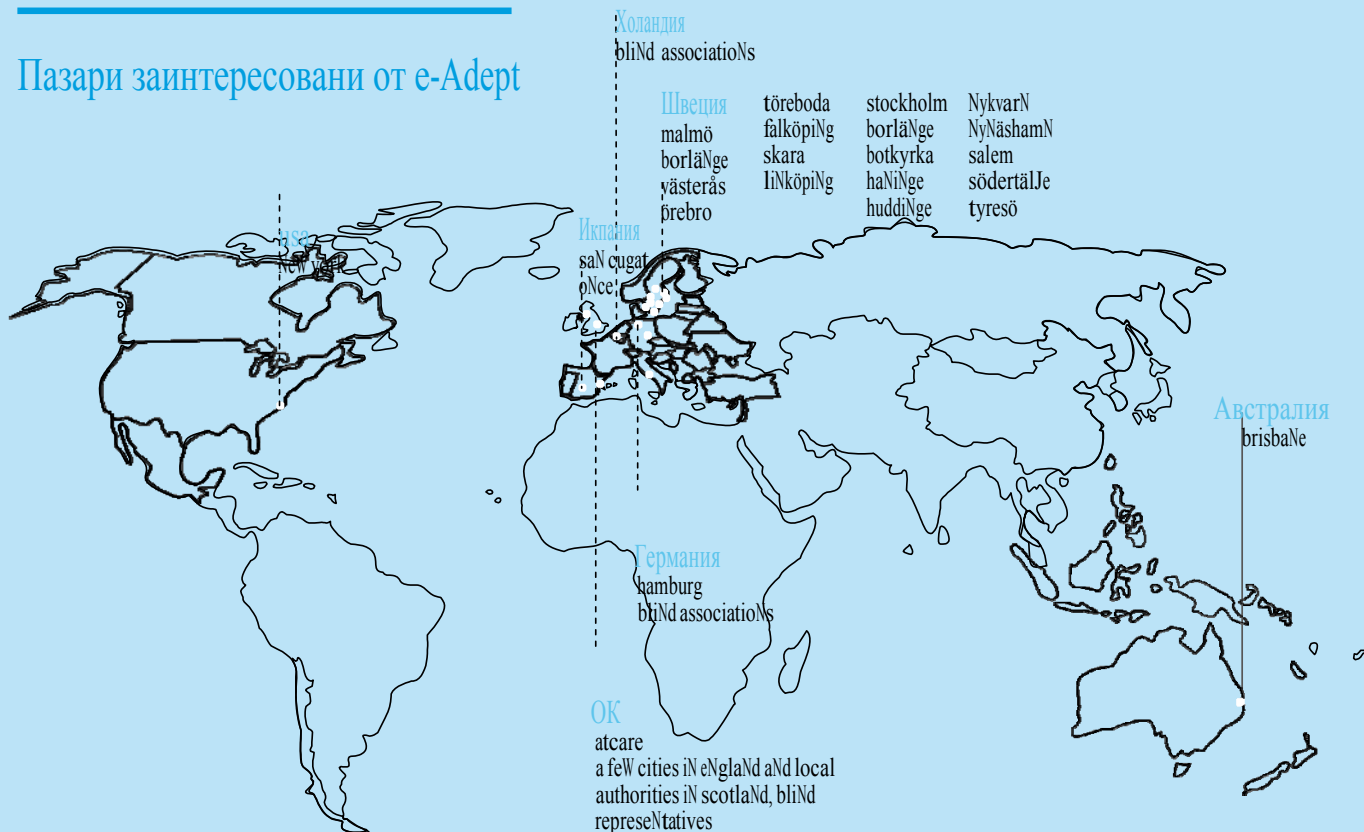 Пазари заинтересовани от e-Adept
Холандия
bliNd associatioNs
Швеция
malmö
borläNge
västerås
örebro
töreboda
falköpiNg
skara
liNköpiNg
stockholm
borläNge
botkyrka
haNiNge
huddiNge
NykvarN
NyNäshamN
salem
södertälJe
tyresö
usa
New york
Икпания
saN cugat
oNce
Австралия
brisbaNe
Германия
hamburg
bliNd associatioNs
ОК
atcare
a feW cities iN eNglaNd aNd local
authorities iN scotlaNd, bliNd
represeNtatives